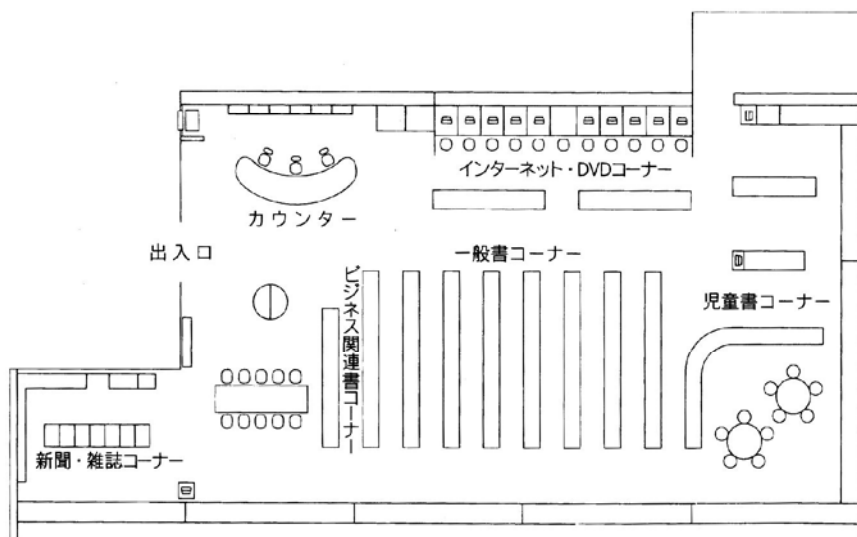 インターネット・DVDコーナー
カウンター
出入口
一般書コーナー
ビジネス関連書コーナー
児童書コーナー
新聞・雑誌コーナー